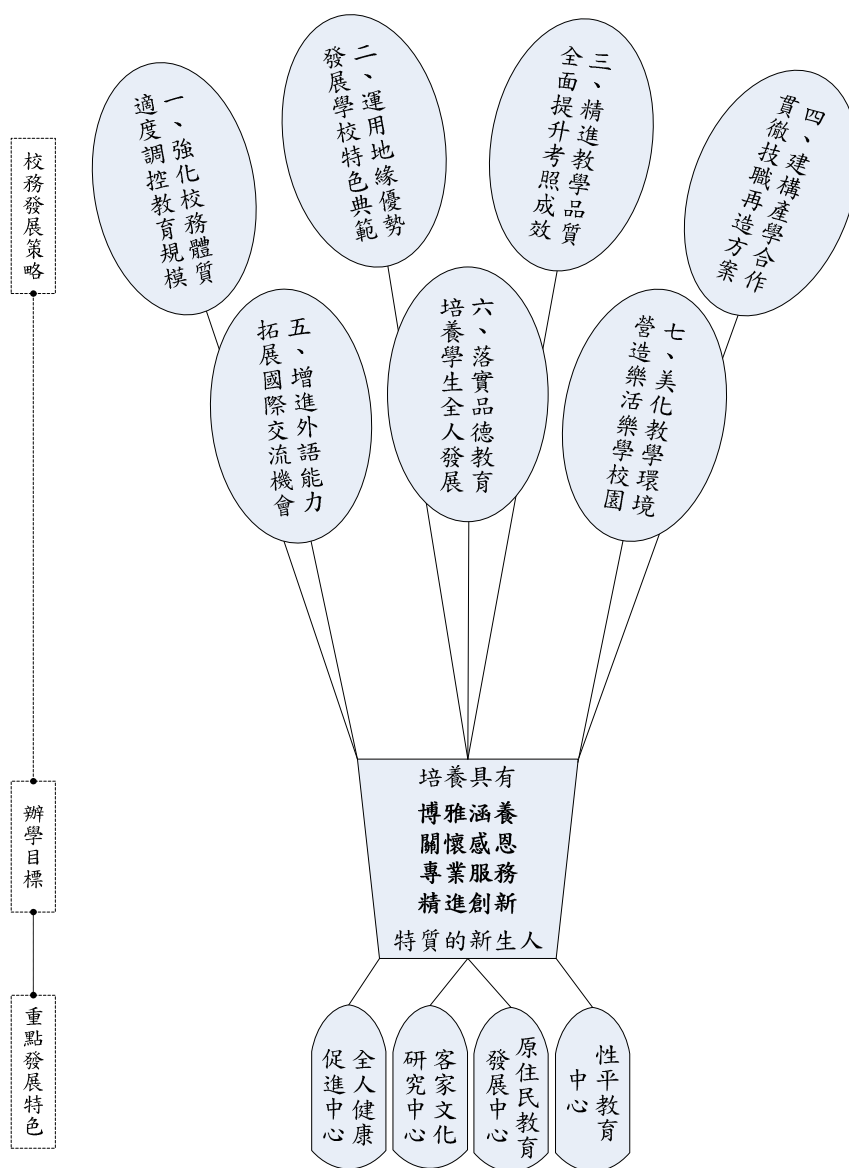 校務發展策略
一、強化校務體質
適度調控教育規模
二、運用地緣優勢
發展學校特色典範
三、精進教學品質
全面提升考照成效
四、建構產學合作
貫徹技職再造方案
五、增進外語能力
拓展國際交流機會
六、落實品德教育
培養學生全人發展
七、美化教學環境
營造樂活樂學校園
辦學目標
培養具有
博雅涵養
關懷感恩
專業服務
精進創新
特質的新生人
重點發展特色
全人健康
促進中心
客家文化
研究中心
原住民教育
發展中心
性平教育
中心